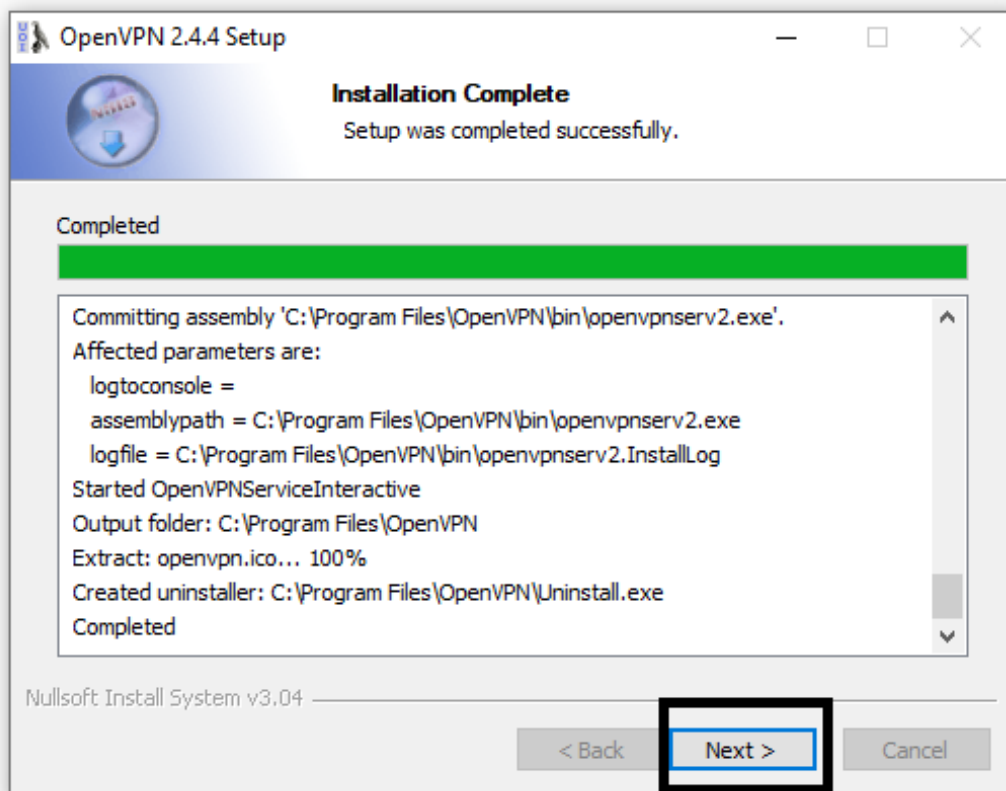 OpenVPN 2.4.4 Setup
Installation Complete
Setup was completed successfully.
Completed
Committing assembly 'C:\Program Files\OpenVPN\bin\openvpnserv2.exe'.
Affected parameters are:
logtoconsole =
assemblypath = C:\Program Files\OpenVPN\bin\openvpnserv2.exe
logfile = C:\Program Files\OpenVPN\bin\openvpnserv2.InstallLog
Started OpenVPNServiceInteractive
Output folder: C:\Program Files\OpenVPN
Extract: openvpn.ico... 100%
Created uninstaller: C:\Program Files\OpenVPN\Uninstall.exe
Completed
Nullsoft Install System v3.04
< Back Next > Cancel